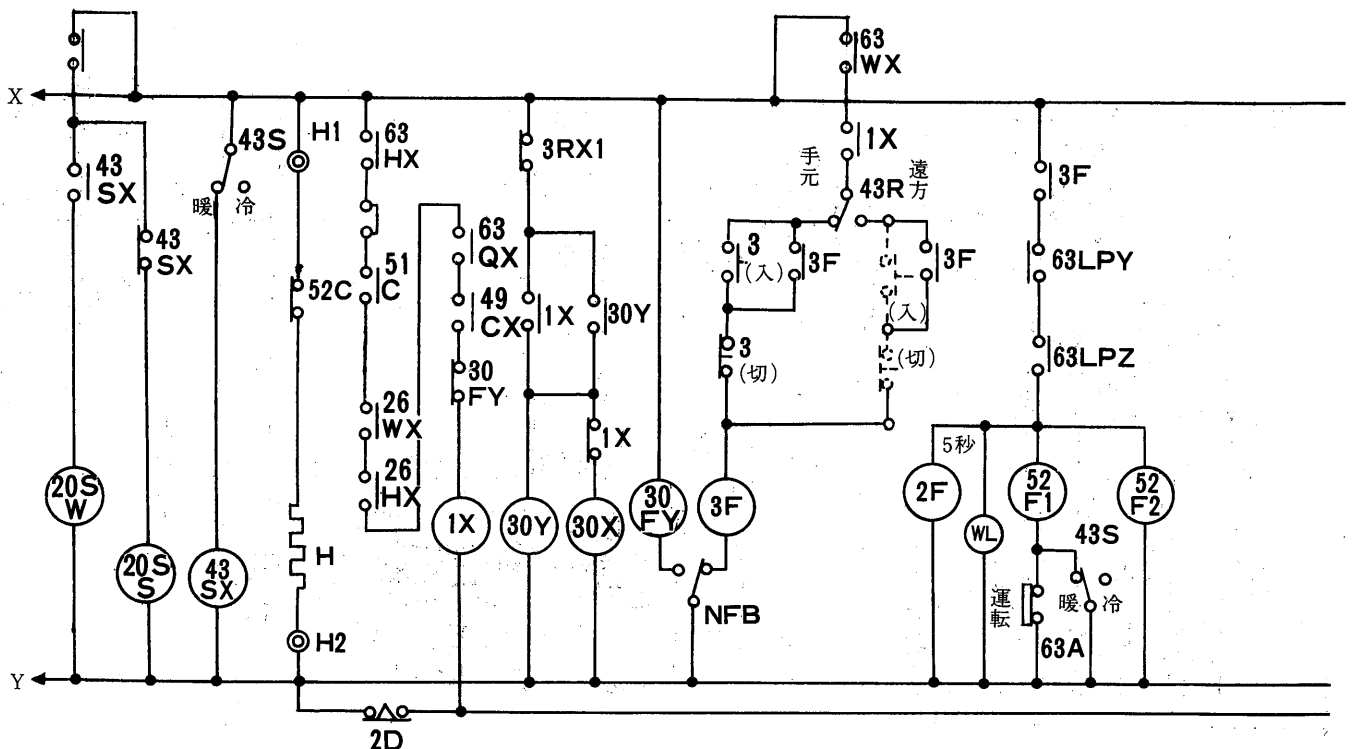 X
43
SX
43
SX
20S
W
20S
S
43S
暖
冷
43
SX
H1
52C
H
H2
63
HX
51
C
26
WX
26
HX
63
QX
49
CX
30
FY
1X
3RX1
1X
30Y
1X
30Y
30X
30
FY
3F
NFB
63
WX
1X
手元
43R
遠方
3
(入)
3F
3
(切)
(入)
3F
(切)
3F
63LPY
63LPZ
5秒
2F
WL
52
F1
52
F2
43S
運転
暖
冷
63A
Y
2D